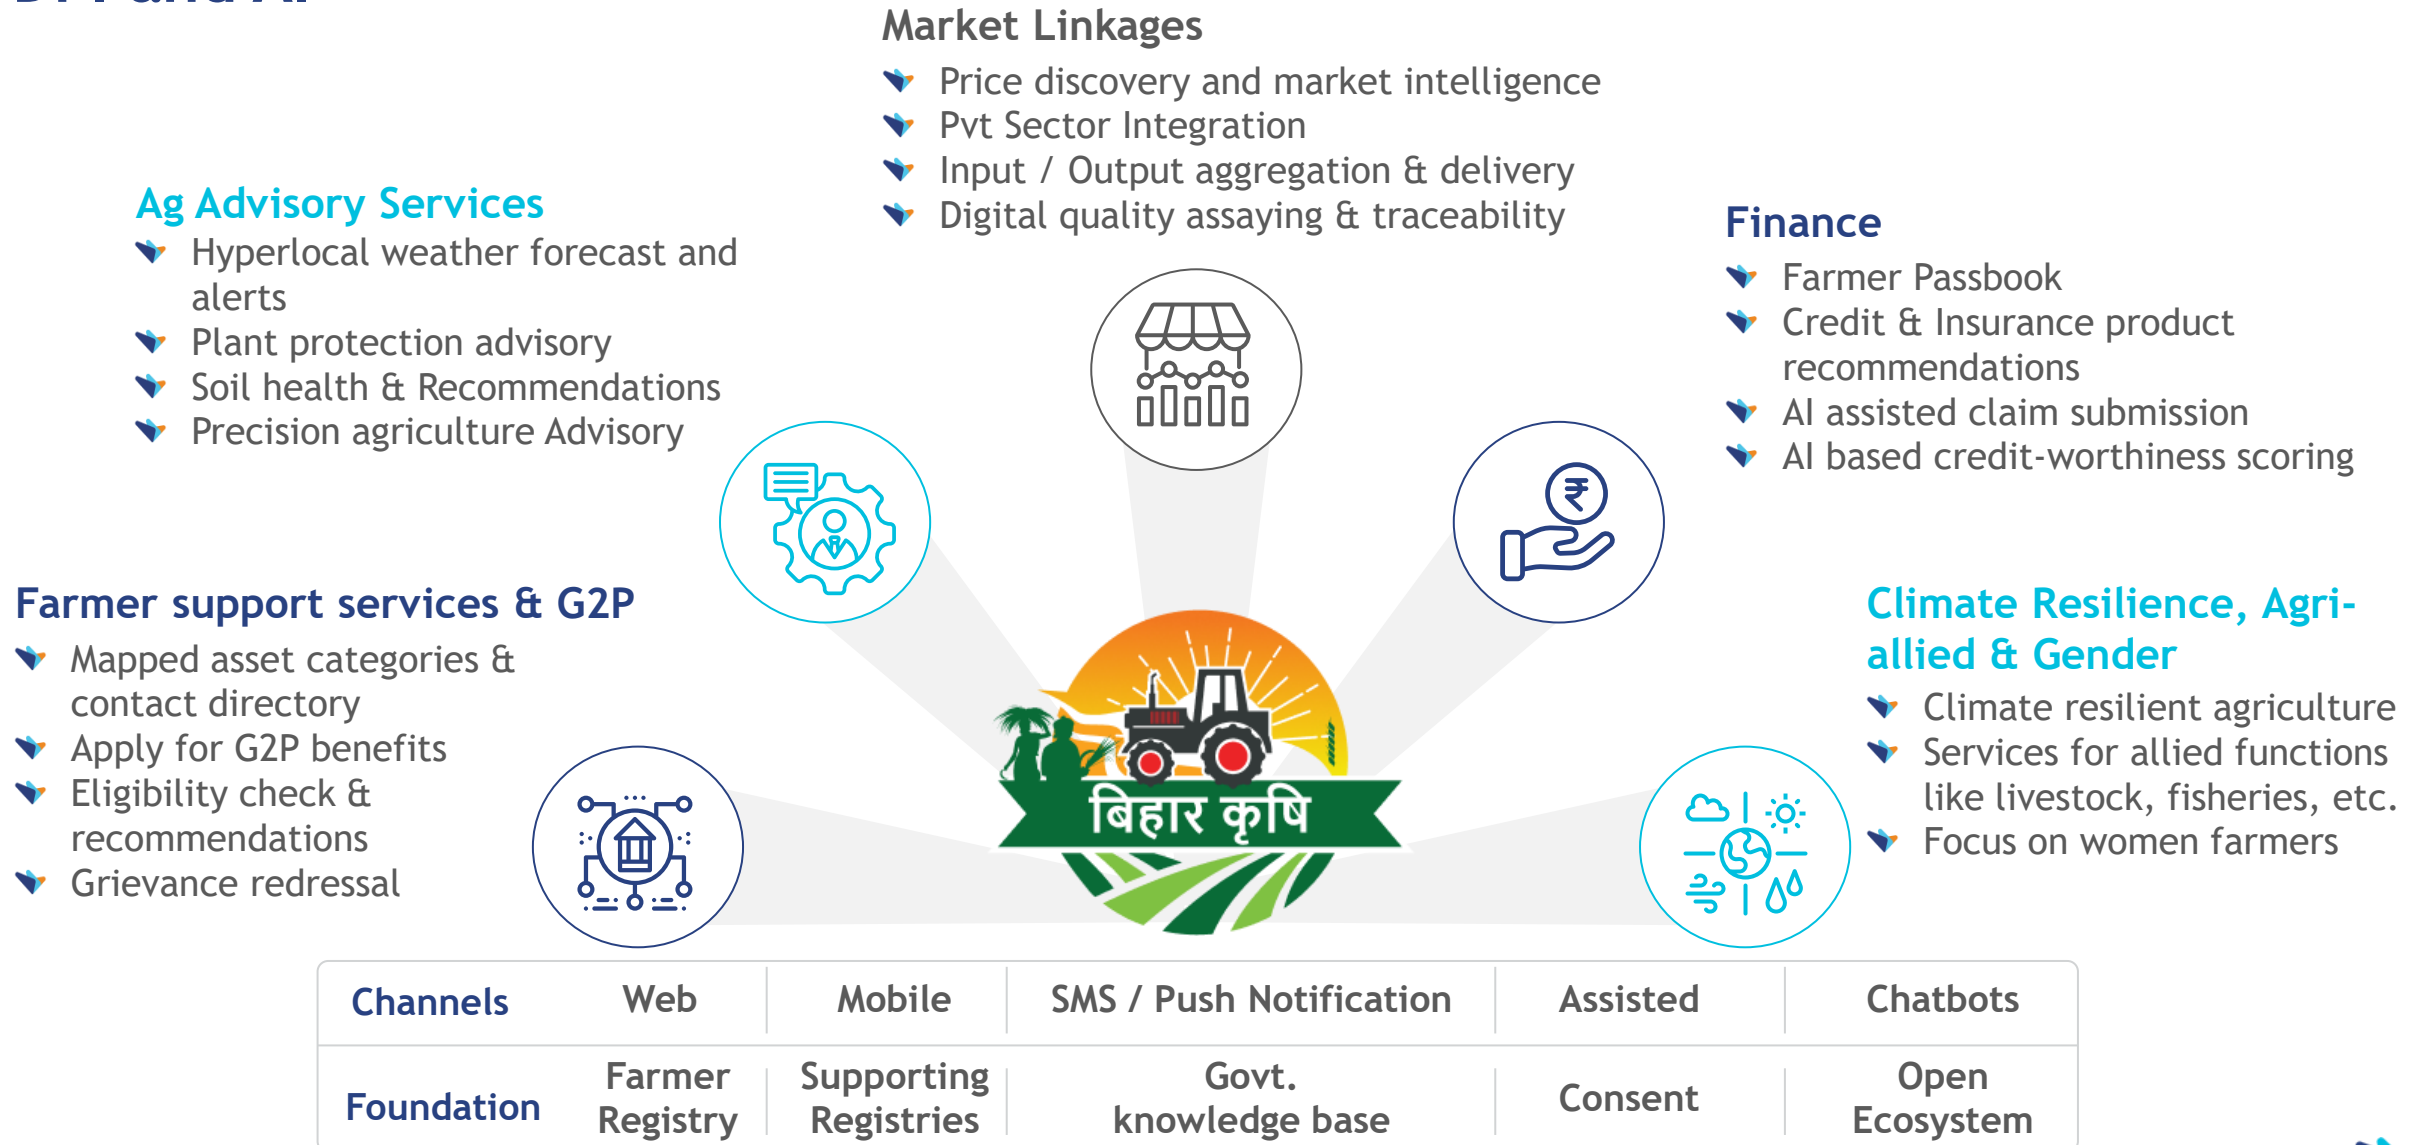 Market Linkages
Price discovery and market intelligence
Pvt Sector Integration
Input / Output aggregation & delivery
Digital quality assaying & traceability
Ag Advisory Services
Hyperlocal weather forecast and
alerts
Plant protection advisory
Soil health & Recommendations
Precision agriculture Advisory
Finance
Farmer Passbook
Credit & Insurance product
recommendations
AI assisted claim submission
AI based credit-worthiness scoring
Farmer support services & G2P
Mapped asset categories &
contact directory
Apply for G2P benefits
Eligibility check &
recommendations
Grievance redressal
Climate Resilience, Agri-
allied & Gender
Climate resilient agriculture
Services for allied functions
like livestock, fisheries, etc.
Focus on women farmers
₹
बिहार कृषि
Channels Web Mobile SMS / Push Notification Assisted Chatbots
Foundation
Farmer
Registry
Supporting
Registries
Govt.
knowledge base
Consent
Open
Ecosystem